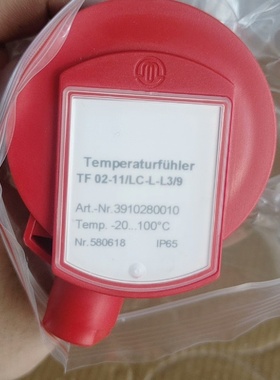 Temperaturfühler
TF 02-11/LC-L-L3/9
Art.-Nr.3910280010
Temp. -20...100°C
Nr.580618 IP65